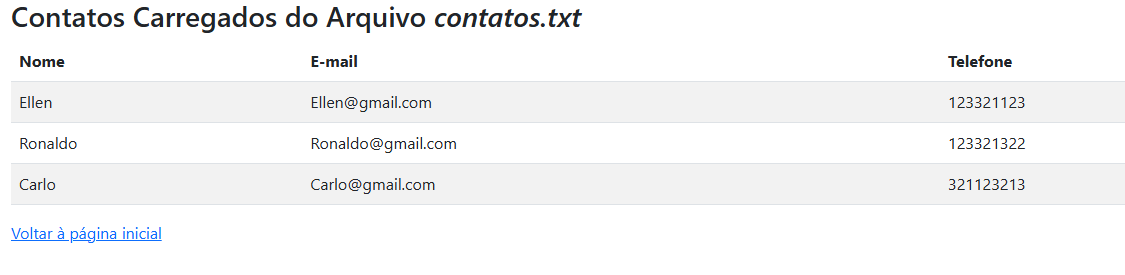 Contatos Carregados do Arquivo contatos.txt
Nome E-mail Telefone
Ellen Ellen@gmail.com 123321123
Ronaldo Ronaldo@gmail.com 123321322
Carlo Carlo@gmail.com 321123213
Voltar à página inicial